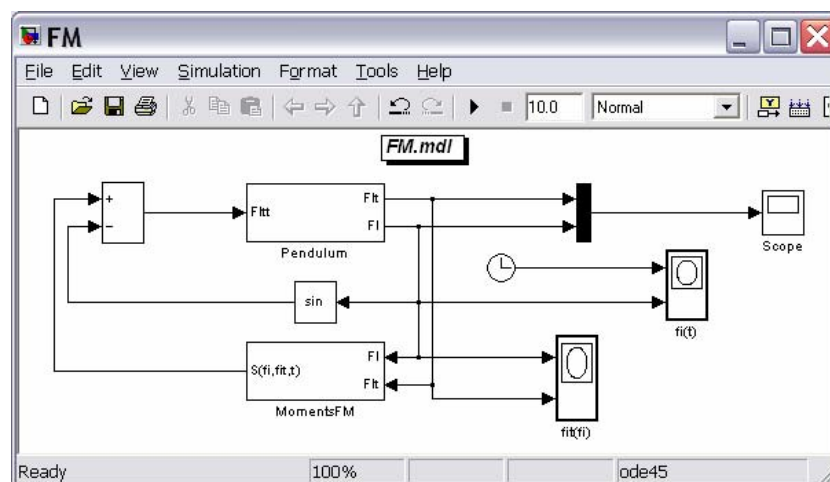 FM
File Edit View Simulation Format Tools Help
10.0 Normal
FM.mdl
+
−
FItt
FIt
FI
Pendulum
Scope
sin
fi(t)
S(fi,fit,t)
FI
FIt
MomentsFM
fit(fi)
Ready 100% ode45